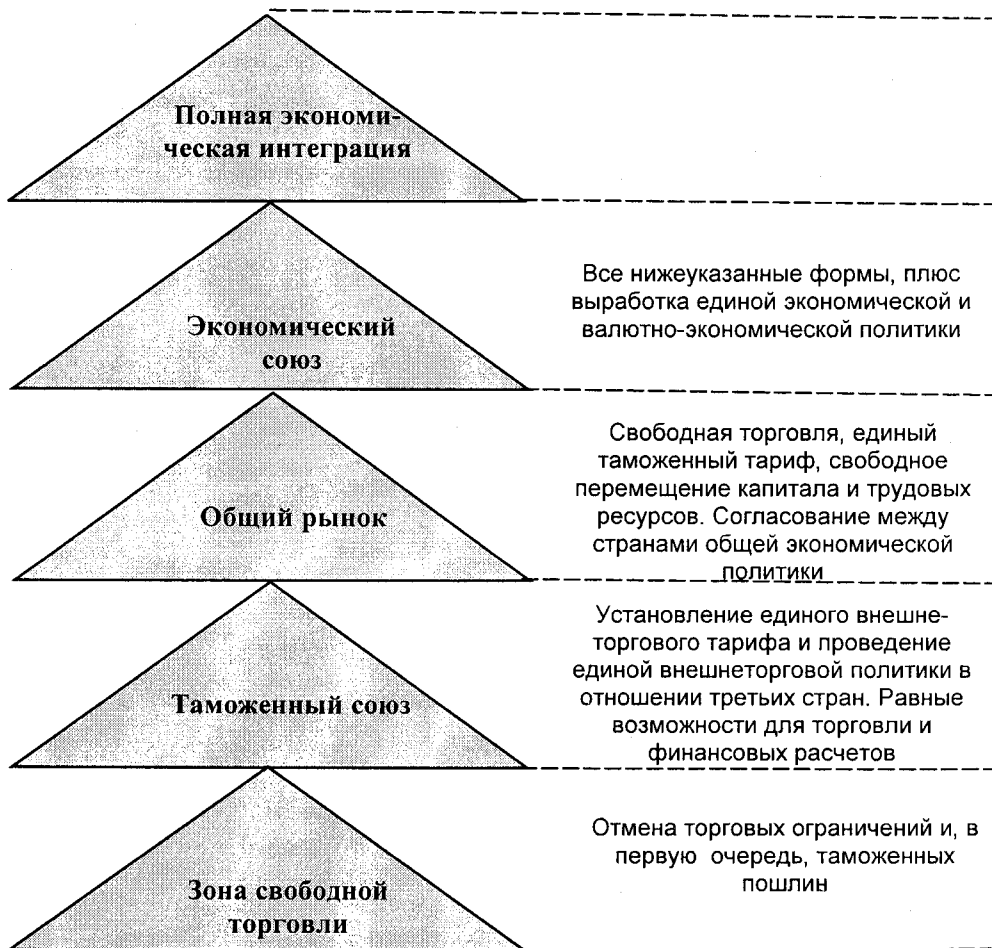 Полная экономи-
ческая интеграция
Экономический
союз
Все нижеуказанные формы, плюс
выработка единой экономической и
валютно-экономической политики
Общий рынок
Свободная торговля, единый
таможенный тариф, свободное
перемещение капитала и трудовых
ресурсов. Согласование между
странами общей экономической
политики
Таможенный союз
Установление единого внешне-
торгового тарифа и проведение
единой внешнеторговой политики в
отношении третьих стран. Равные
возможности для торговли и
финансовых расчетов
Зона свободной
торговли
Отмена торговых ограничений и, в
первую очередь, таможенных
пошлин